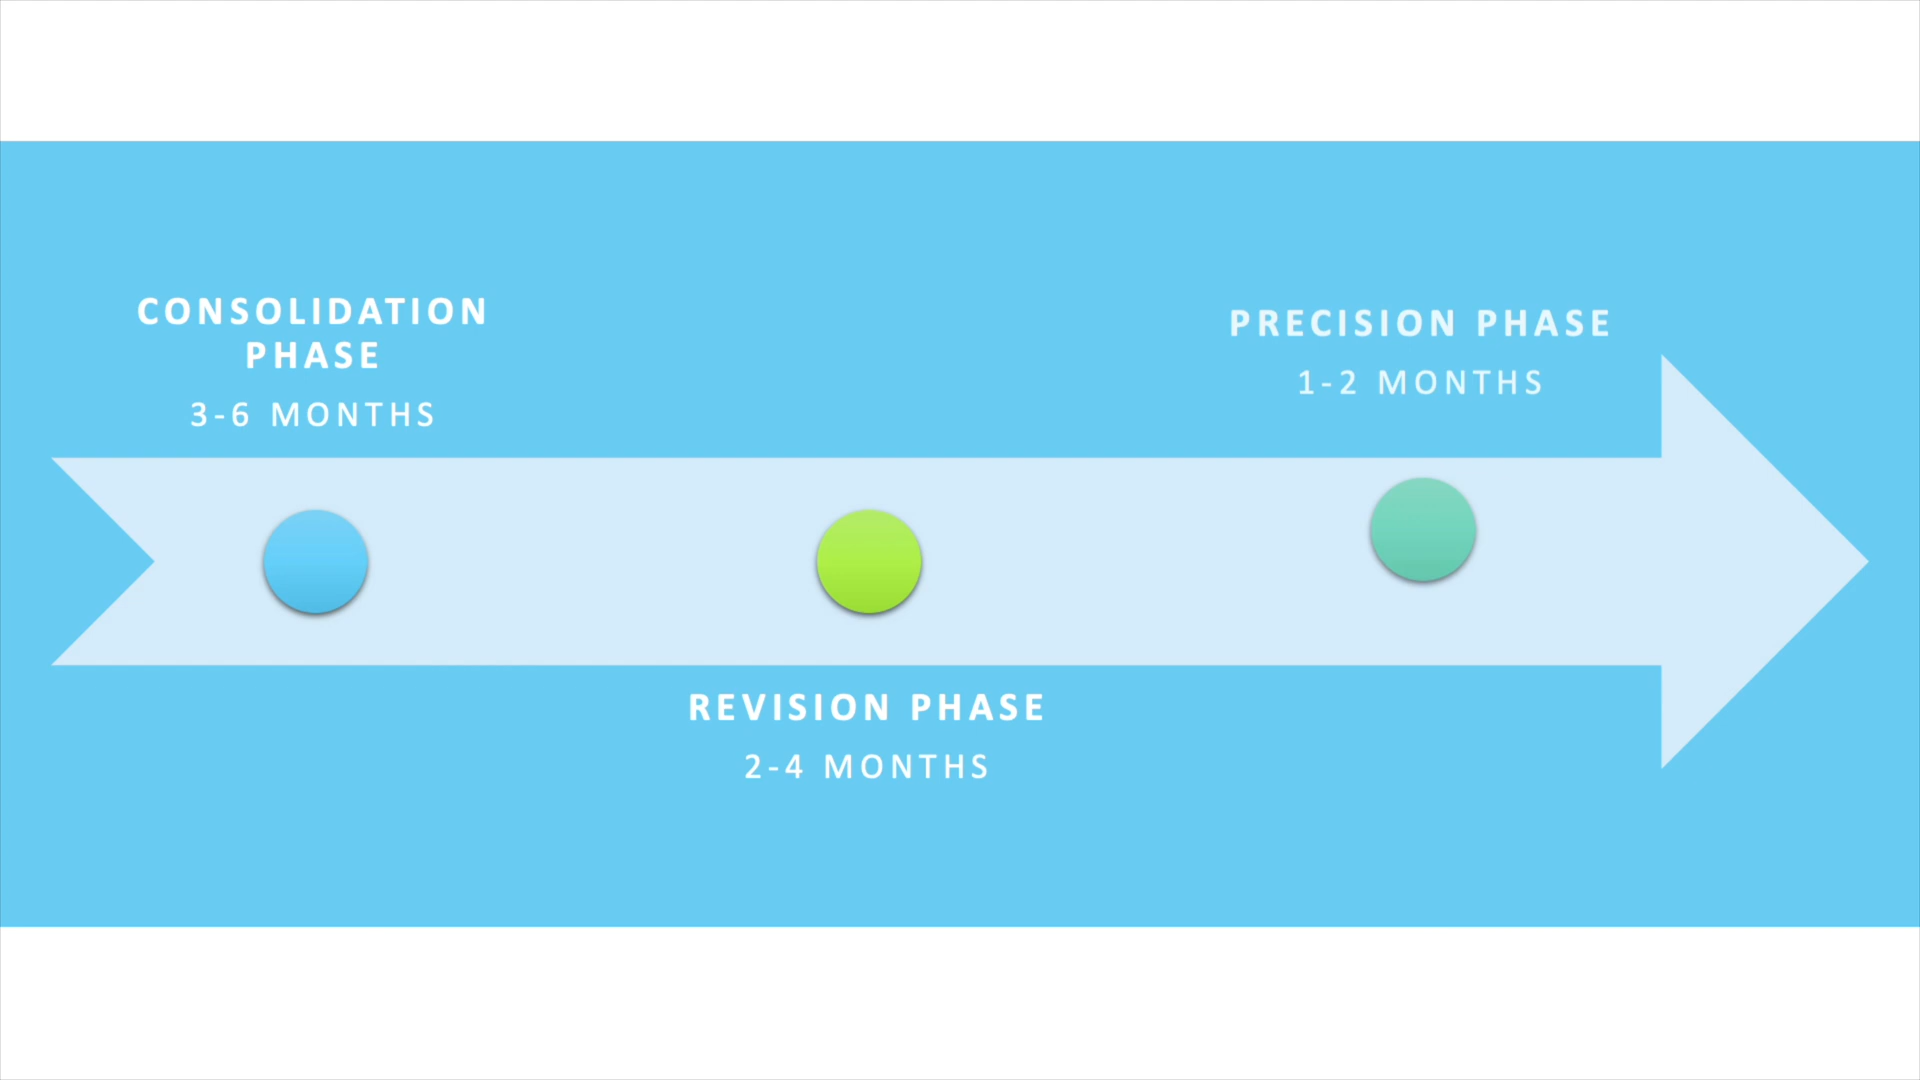 CONSOLIDATION
PHASE
3-6 MONTHS
REVISION PHASE
2-4 MONTHS
PRECISION PHASE
1-2 MONTHS